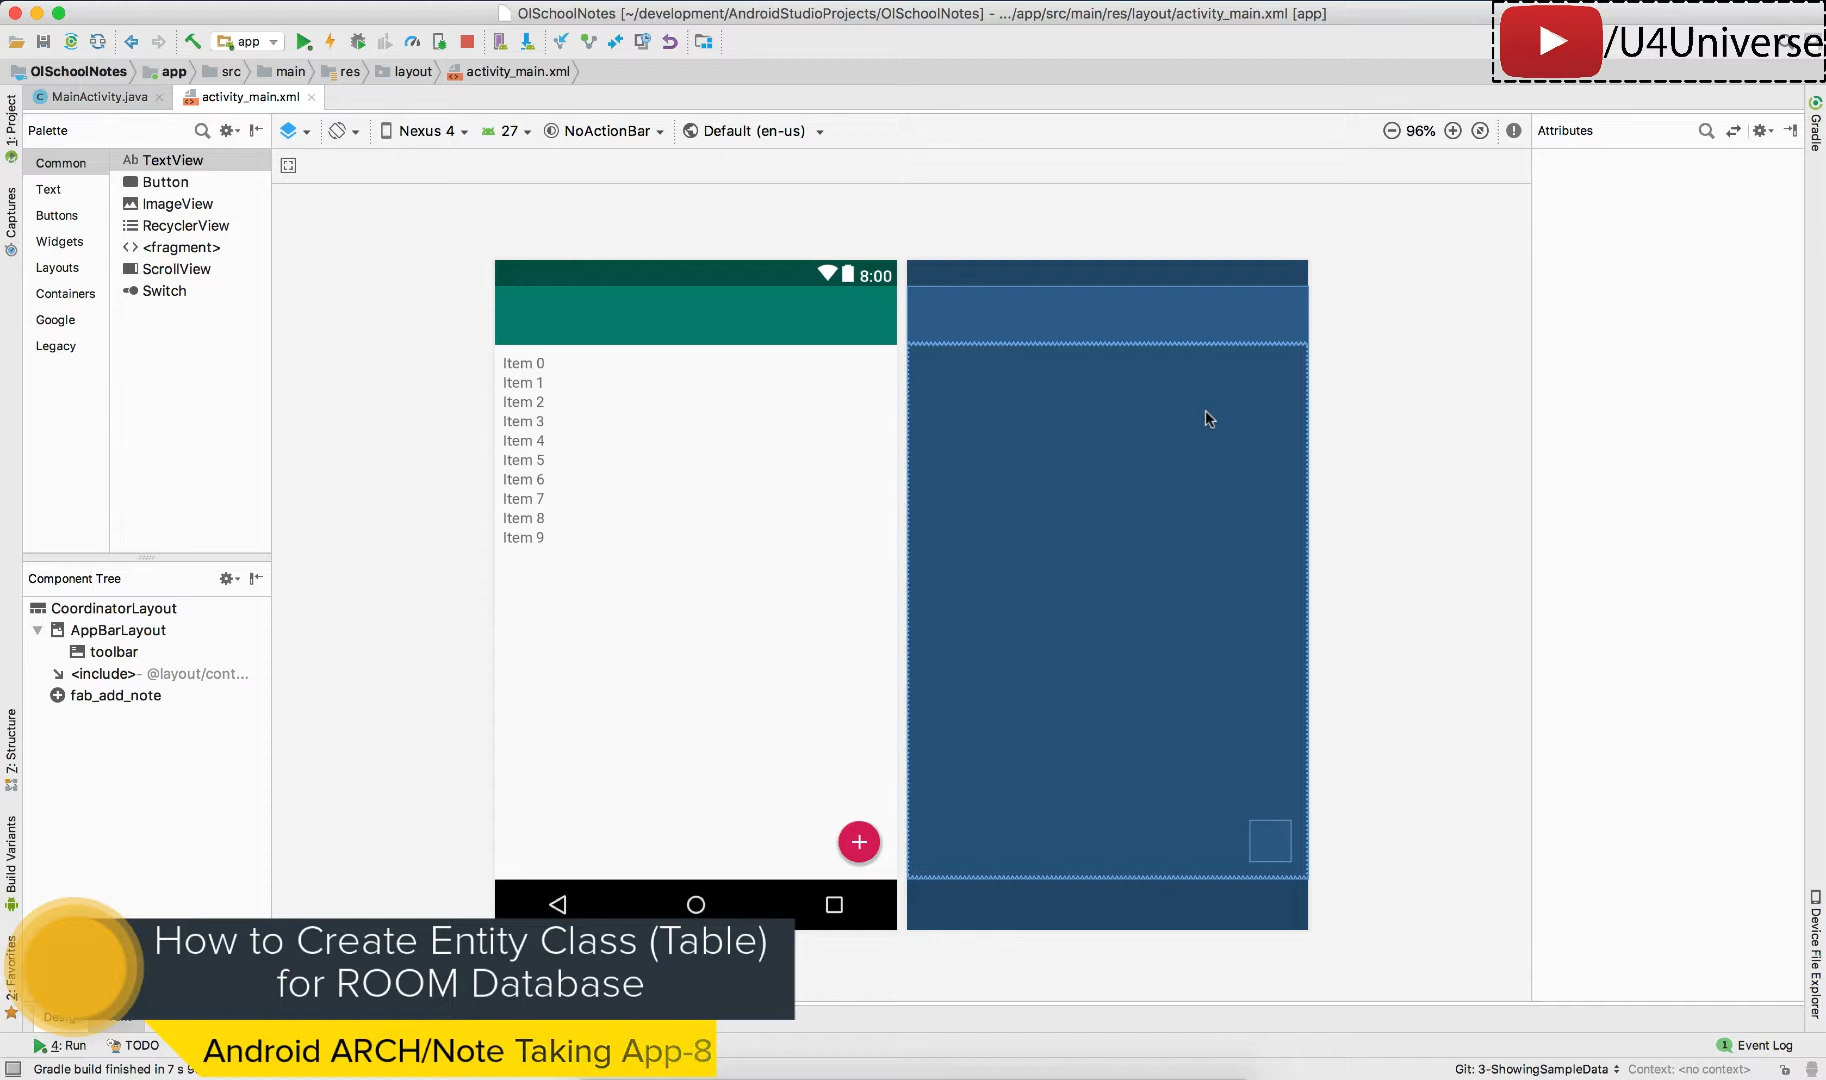 OISchoolNotes [~/development/AndroidStudioProjects/OISchoolNotes] - .../app/src/main/res/layout/activity_main.xml [app]
/U4Universe
app
OISchoolNotes
app
src
main
res
layout
activity_main.xml
MainActivity.java
activity_main.xml
1: Project
Captures
Z: Structure
Build Variants
2: Favorites
Palette
Common
Text
Buttons
Widgets
Layouts
Containers
Google
Legacy
Ab TextView
Button
ImageView
RecyclerView
<fragment>
ScrollView
Switch
Nexus 4
27
NoActionBar
Default (en-us)
96%
Attributes
Gradle
Device File Explorer
8:00
Item 0
Item 1
Item 2
Item 3
Item 4
Item 5
Item 6
Item 7
Item 8
Item 9
Component Tree
CoordinatorLayout
AppBarLayout
toolbar
<include>- @layout/cont...
fab_add_note
How to Create Entity Class (Table)
for ROOM Database
Android ARCH/Note Taking App-8
4: Run
TODO
1 Event Log
Gradle build finished in 7 s
Git: 3-ShowingSampleData
Context: <no context>